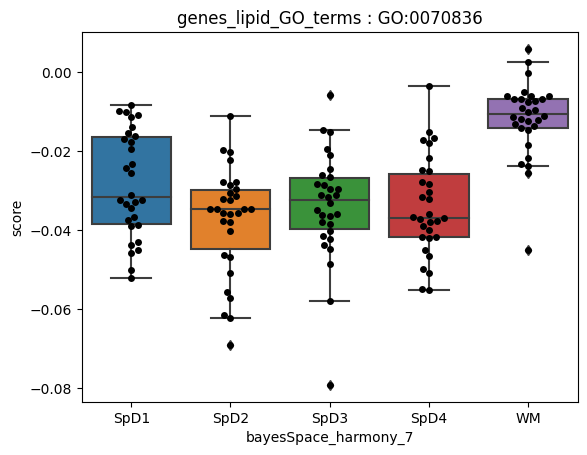 genes_lipid_GO_terms : GO:0070836
0.00
−0.02
−0.04
−0.06
−0.08
score
SpD1 SpD2 SpD3 SpD4 WM
bayesSpace_harmony_7